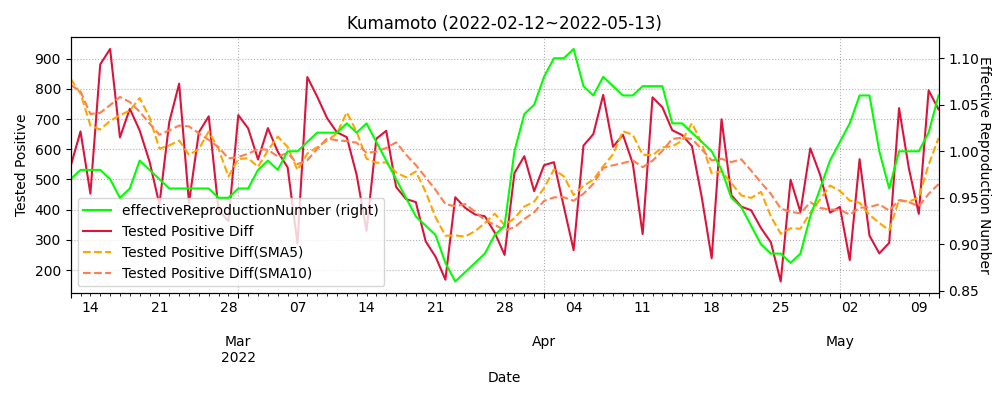 Kumamoto (2022-02-12~2022-05-13)
Tested Positive
900
800
700
600
500
400
300
200
1.10
1.05
1.00
0.95
0.90
0.85
Effective Reproduction Number
effectiveReproductionNumber (right)
Tested Positive Diff
Tested Positive Diff(SMA5)
Tested Positive Diff(SMA10)
14 21 28 07 14 21 28 04 11 18 25 02 09
Mar Apr May
2022
Date